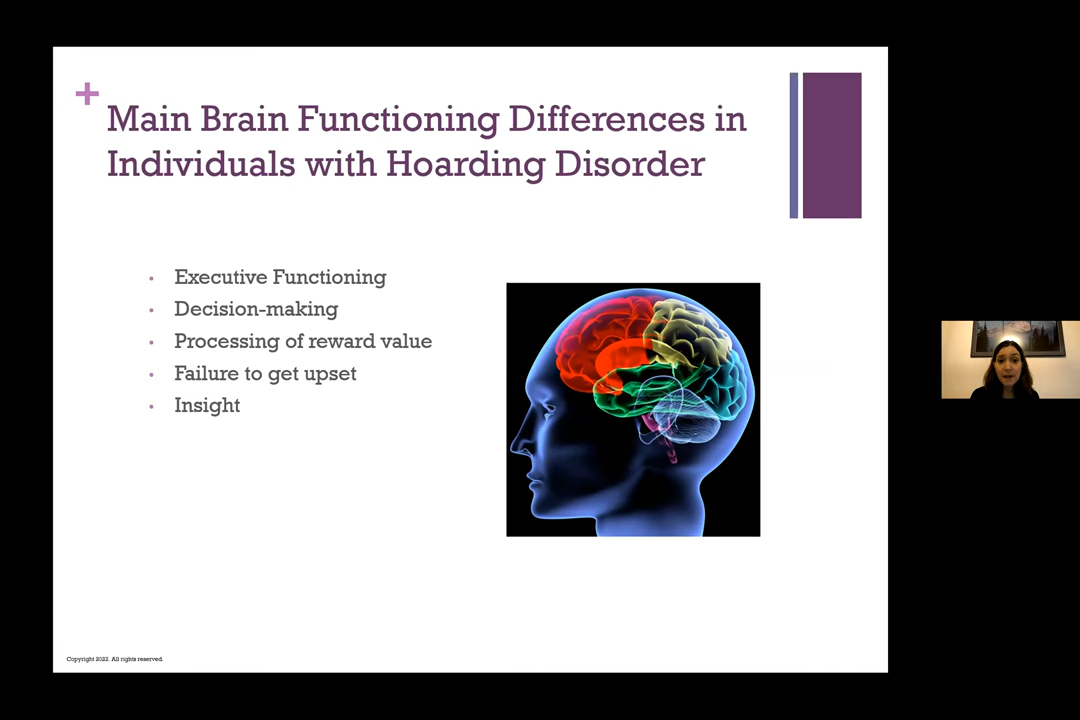 +
Main Brain Functioning Differences in
Individuals with Hoarding Disorder
• Executive Functioning
• Decision-making
• Processing of reward value
• Failure to get upset
• Insight
Copyright 2022. All rights reserved.